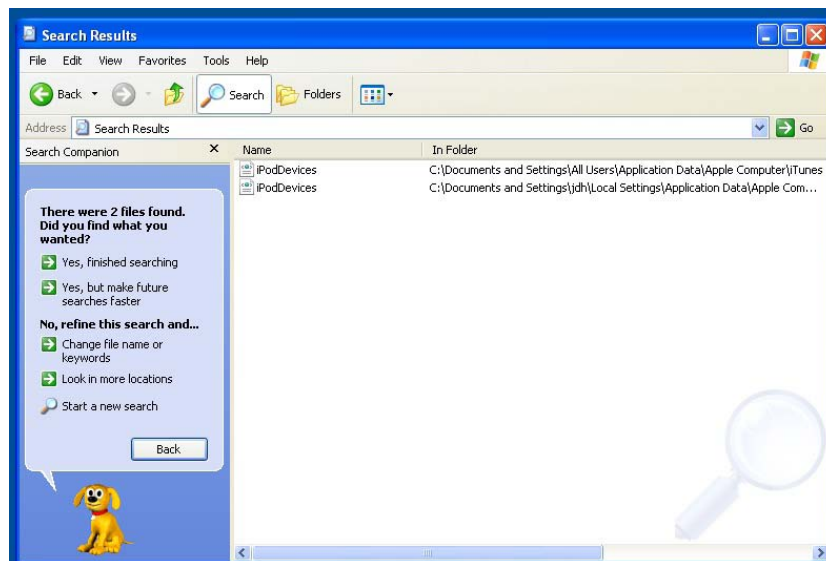 Search Results
File Edit View Favorites Tools Help
Back Search Folders
Address Search Results Go
Search Companion X Name In Folder
iPodDevices C:\Documents and Settings\All Users\Application Data\Apple Computer\iTunes
iPodDevices C:\Documents and Settings\jdh\Local Settings\Application Data\Apple Com...
There were 2 files found.
Did you find what you
wanted?
Yes, finished searching
Yes, but make future
searches faster
No, refine this search and...
Change file name or
keywords
Look in more locations
Start a new search
Back